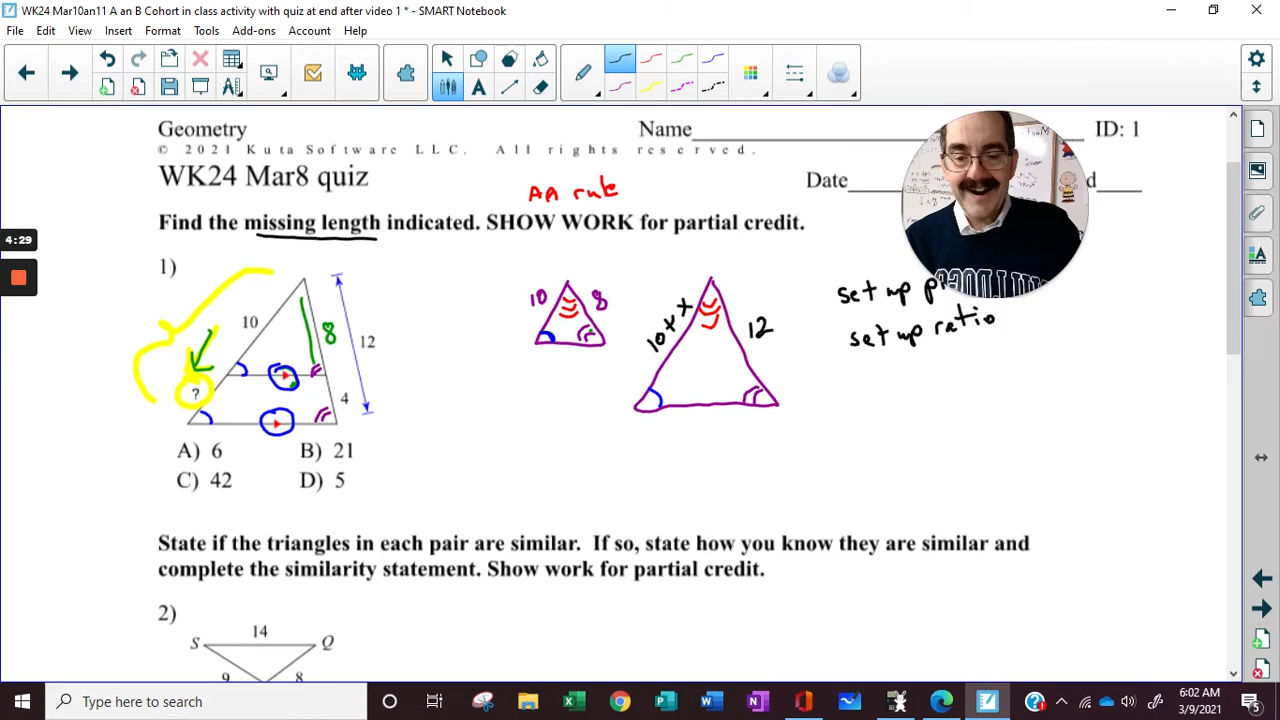 WK24 Mar10an11 A an B Cohort in class activity with quiz at end after video 1 * - SMART Notebook
File Edit View Insert Format Tools Add-ons Account Help
Geometry
Name
ID: 1
© 2021 Kuta Software LLC. All rights reserved.
WK24 Mar8 quiz
Date
d
AA rule
Find the missing length indicated. SHOW WORK for partial credit.
4:29
1)
10
8
12
?
4
10
8
10 + x
12
set up p
set up ratio
A) 6
B) 21
C) 42
D) 5
State if the triangles in each pair are similar. If so, state how you know they are similar and
complete the similarity statement. Show work for partial credit.
2)
S
14
Q
9
8
Type here to search
6:02 AM
3/9/2021
5